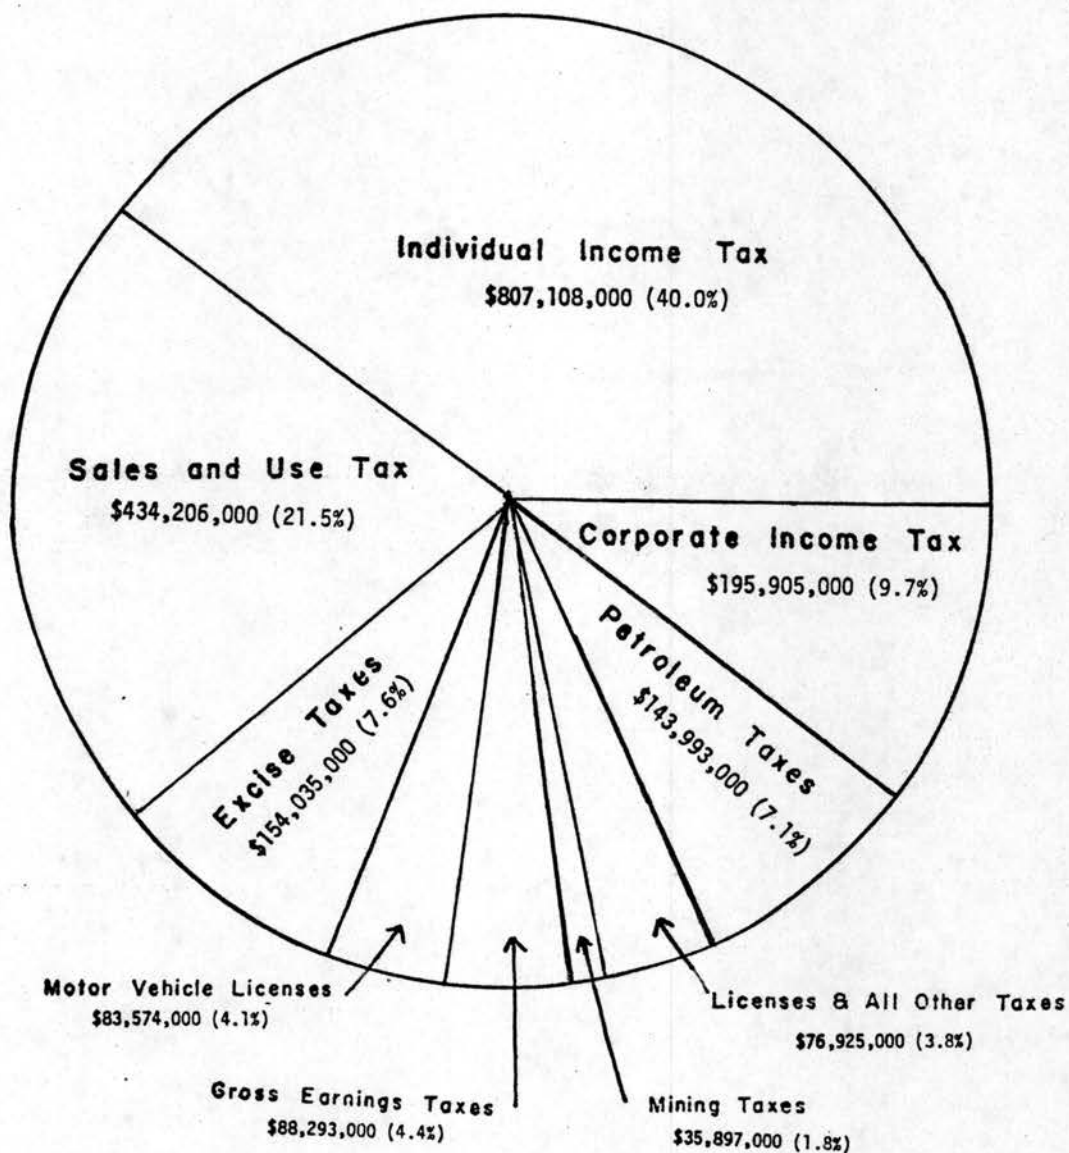 Individual Income Tax
$807,108,000 (40.0%)
Sales and Use Tax
$434,206,000 (21.5%)
Corporate Income Tax
$195,905,000 (9.7%)
Petroleum Taxes
$143,993,000 (7.1%)
Excise Taxes
$154,035,000 (7.6%)
Motor Vehicle Licenses
$83,574,000 (4.1%)
Licenses & All Other Taxes
$76,925,000 (3.8%)
Gross Earnings Taxes
$88,293,000 (4.4%)
Mining Taxes
$35,897,000 (1.8%)